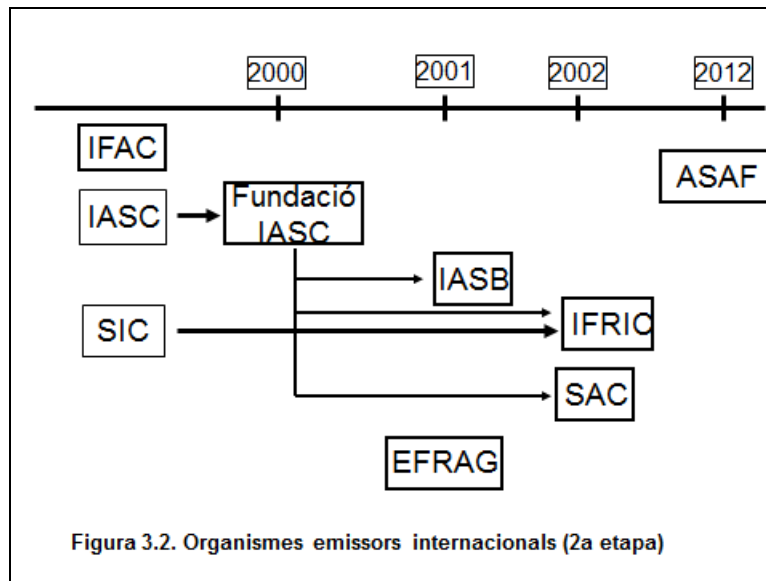 2000 2001 2002 2012
IFAC
ASAF
IASC
Fundació
IASC
IASB
SIC
IFRIC
SAC
EFRAG
Figura 3.2. Organismes emissors internacionals (2a etapa)